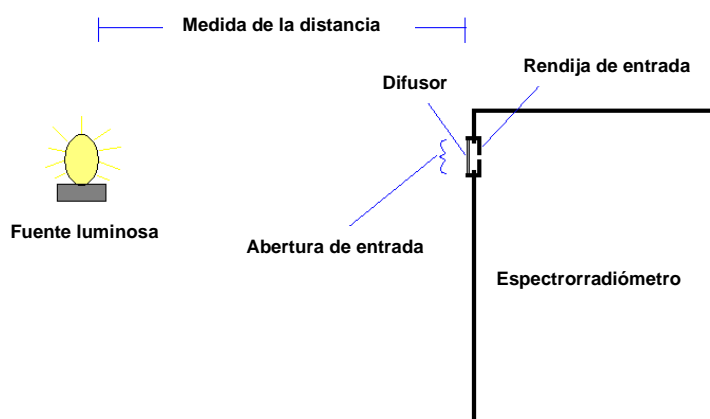 Medida de la distancia
Rendija de entrada
Difusor
Fuente luminosa
Abertura de entrada
Espectrorradiómetro